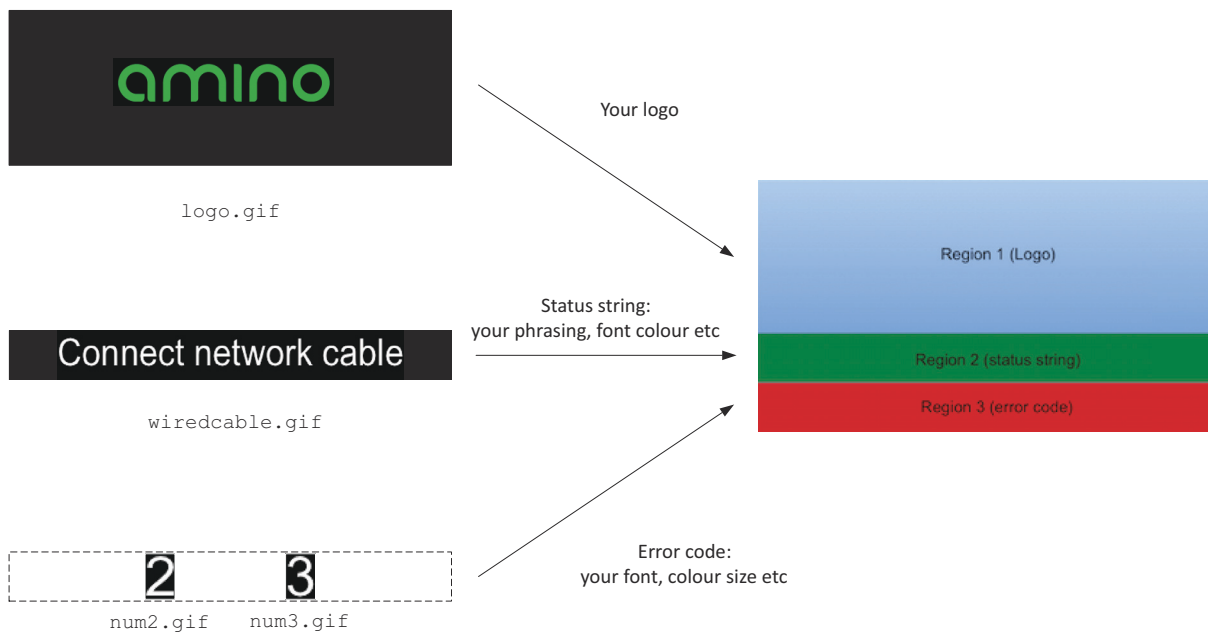 amino
Your logo
logo.gif
Region 1 (Logo)
Status string:
your phrasing, font colour etc
Connect network cable
Region 2 (status string)
Region 3 (error code)
wiredcable.gif
Error code:
your font, colour size etc
2 3
num2.gif num3.gif